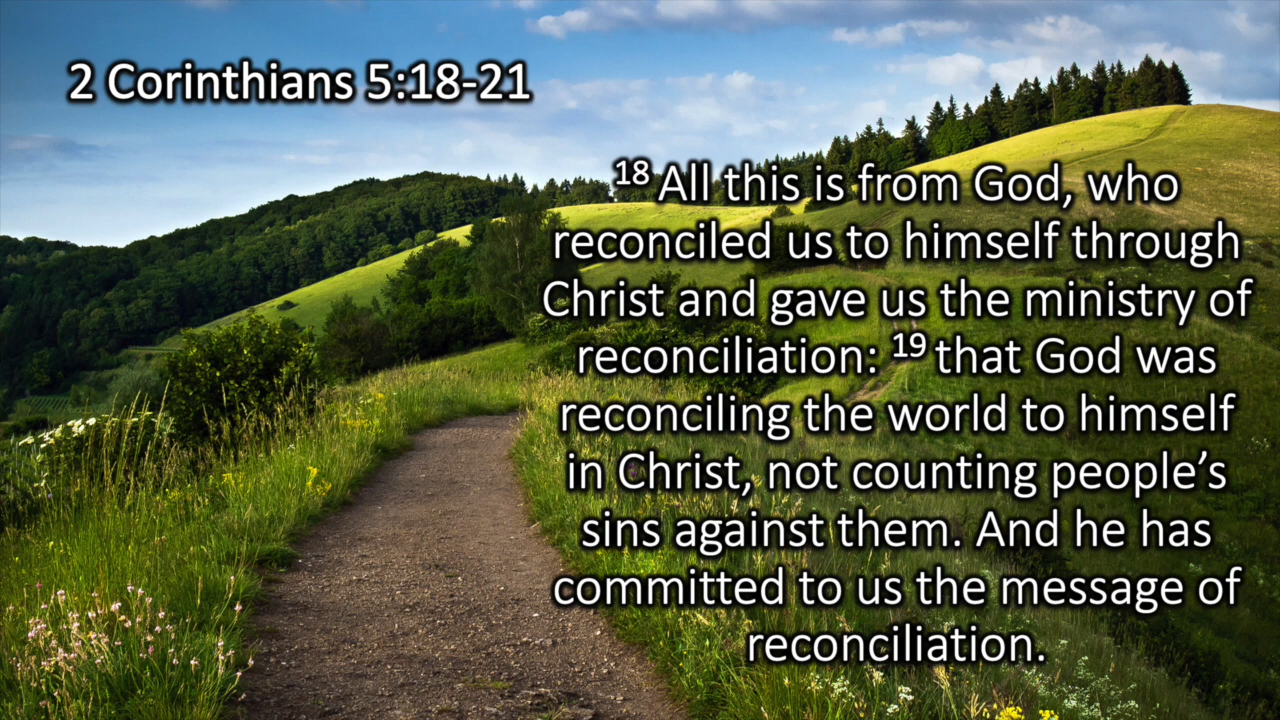 2 Corinthians 5:18-21
18 All this is from God, who
reconciled us to himself through
Christ and gave us the ministry of
reconciliation: 19 that God was
reconciling the world to himself
in Christ, not counting people’s
sins against them. And he has
committed to us the message of
reconciliation.